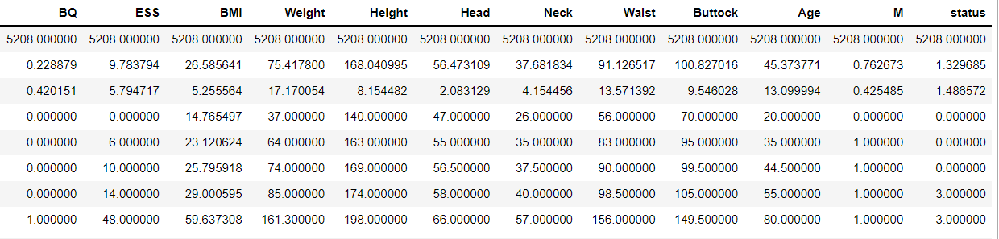 BQ ESS BMI Weight Height Head Neck Waist Buttock Age M status
5208.000000 5208.000000 5208.000000 5208.000000 5208.000000 5208.000000 5208.000000 5208.000000 5208.000000 5208.000000 5208.000000 5208.000000
0.228879 9.783794 26.585641 75.417800 168.040995 56.473109 37.681834 91.126517 100.827016 45.373771 0.762673 1.329685
0.420151 5.794717 5.255564 17.170054 8.154482 2.083129 4.154456 13.571392 9.546028 13.099994 0.425485 1.486572
0.000000 0.000000 14.765497 37.000000 140.000000 47.000000 26.000000 56.000000 70.000000 20.000000 0.000000 0.000000
0.000000 6.000000 23.120624 64.000000 163.000000 55.000000 35.000000 83.000000 95.000000 35.000000 1.000000 0.000000
0.000000 10.000000 25.795918 74.000000 169.000000 56.500000 37.500000 90.000000 99.500000 44.500000 1.000000 0.000000
0.000000 14.000000 29.000595 85.000000 174.000000 58.000000 40.000000 98.500000 105.000000 55.000000 1.000000 3.000000
1.000000 48.000000 59.637308 161.300000 198.000000 66.000000 57.000000 156.000000 149.500000 80.000000 1.000000 3.000000